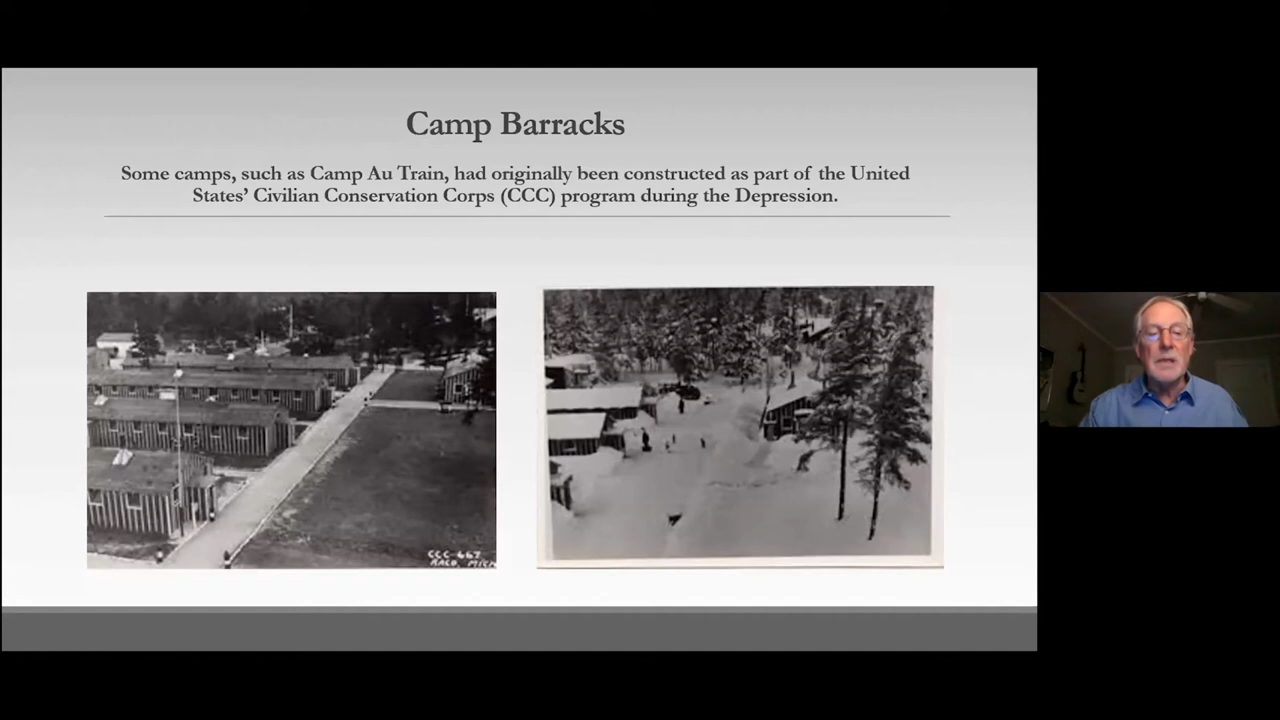 Camp Barracks
Some camps, such as Camp Au Train, had originally been constructed as part of the United
States’ Civilian Conservation Corps (CCC) program during the Depression.
CCC-667
RACO, MICH